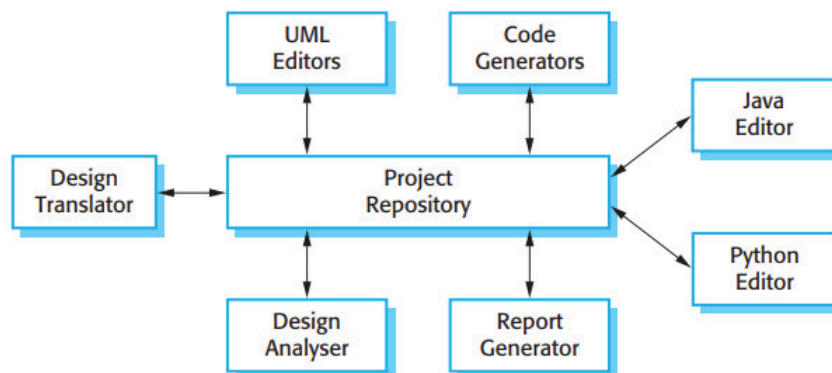 UML
Editors
Code
Generators
Java
Editor
Design
Translator
Project
Repository
Python
Editor
Design
Analyser
Report
Generator